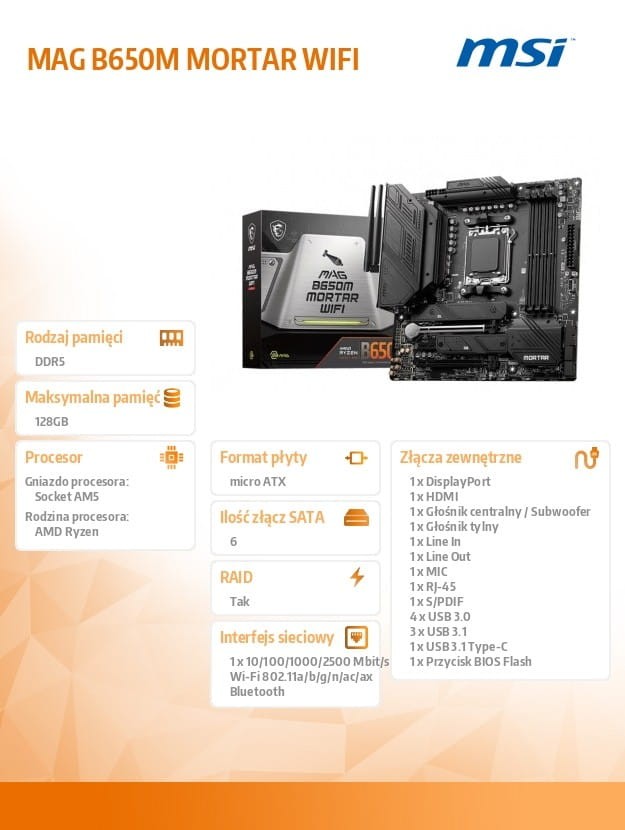 MAG B650M MORTAR WIFI
msi
MAG
B650M
MORTAR
WIFI
AMD
RYZEN
B650
MAG
MORTAR
Rodzaj pamięci
DDR5
Maksymalna pamięć
128GB
Procesor
Gniazdo procesora:
Socket AM5
Rodzina procesora:
AMD Ryzen
Format płyty
micro ATX
Ilość złącz SATA
6
RAID
Tak
Interfejs sieciowy
1 x 10/100/1000/2500 Mbit/s
Wi-Fi 802.11a/b/g/n/ac/ax
Bluetooth
Złącza zewnętrzne
1 x DisplayPort
1 x HDMI
1 x Głośnik centralny / Subwoofer
1 x Głośnik tylny
1 x Line In
1 x Line Out
1 x MIC
1 x RJ-45
1 x S/PDIF
4 x USB 3.0
3 x USB 3.1
1 x USB 3.1 Type-C
1 x Przycisk BIOS Flash